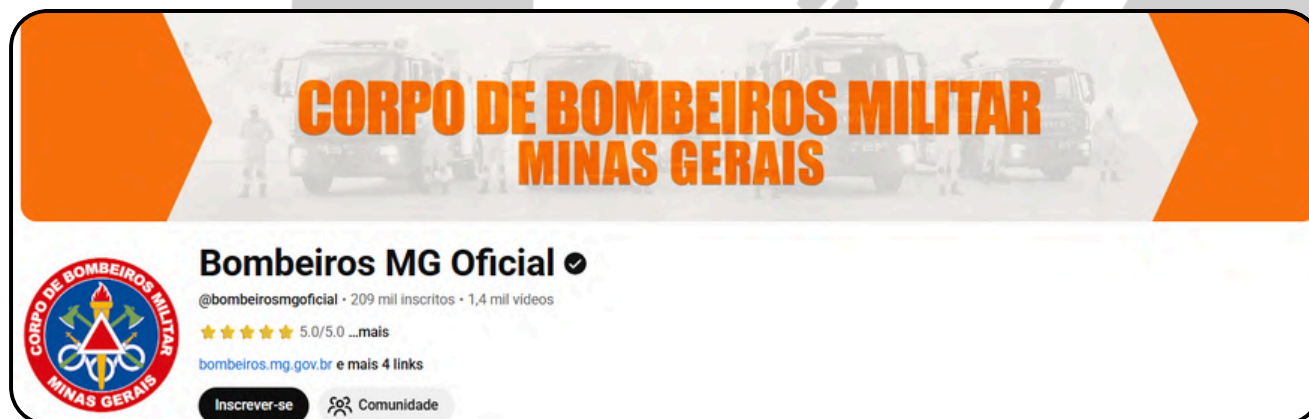 CORPO DE BOMBEIROS MILITAR
MINAS GERAIS
Bombeiros MG Oficial
@bombeirosmgoficial • 209 mil inscritos • 1,4 mil vídeos
5.0/5.0 ...mais
bombeiros.mg.gov.br e mais 4 links
Inscrever-se Comunidade
CORPO DE BOMBEIROS MILITAR
MINAS GERAIS